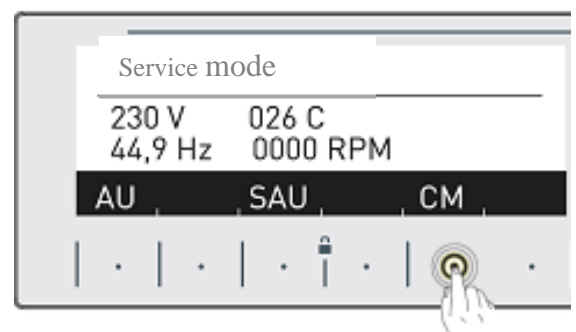 Service mode
230 V 026 C
44,9 Hz 0000 RPM
AU SAU CM